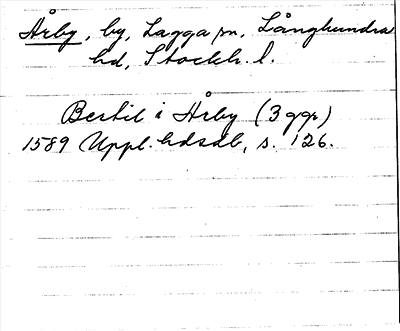 Årby, by, Lagga sn, Långhundra
hd, Stockh. l.
Bertil i Årby (3 ggr)
1589 Uppl. hdsdb, s. 126.